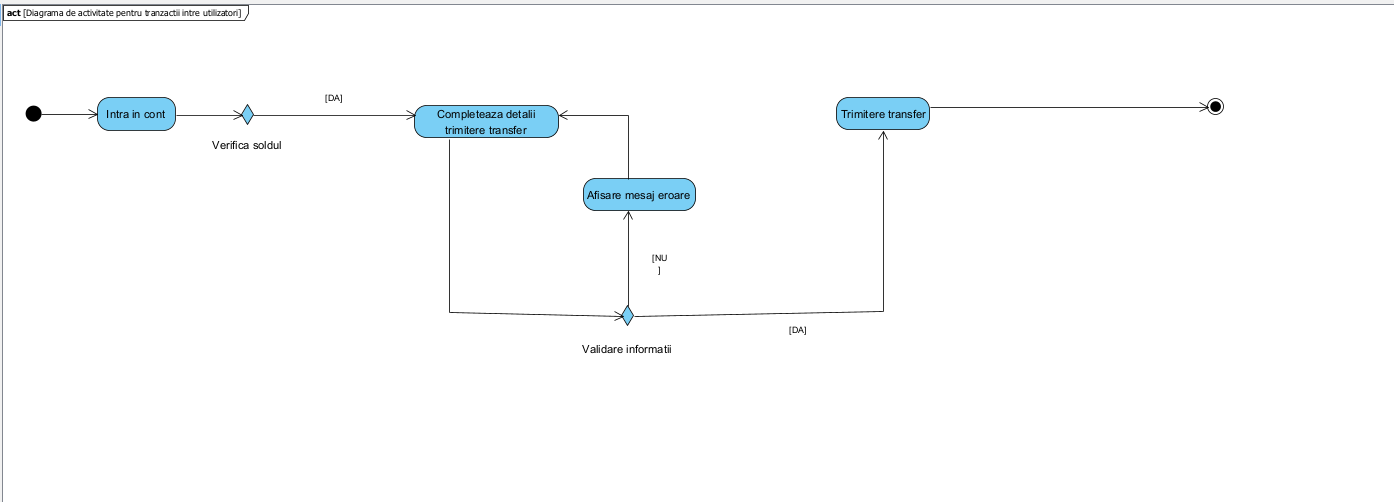 act [Diagrama de activitate pentru tranzactii intre utilizatori]
[DA]
Intra in cont
Verifica soldul
Completeaza detalii
trimitere transfer
Trimitere transfer
Afisare mesaj eroare
[NU
]
[DA]
Validare informatii